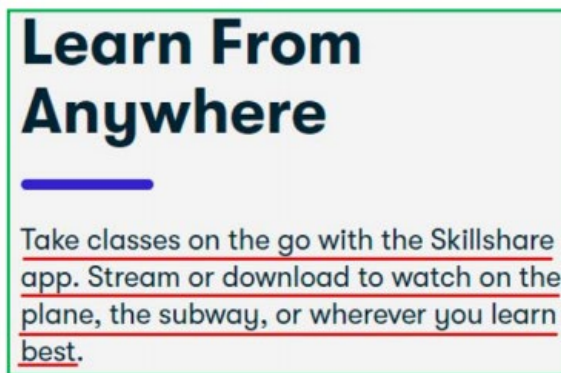 Learn From
Anywhere
Take classes on the go with the Skillshare
app. Stream or download to watch on the
plane, the subway, or wherever you learn
best.